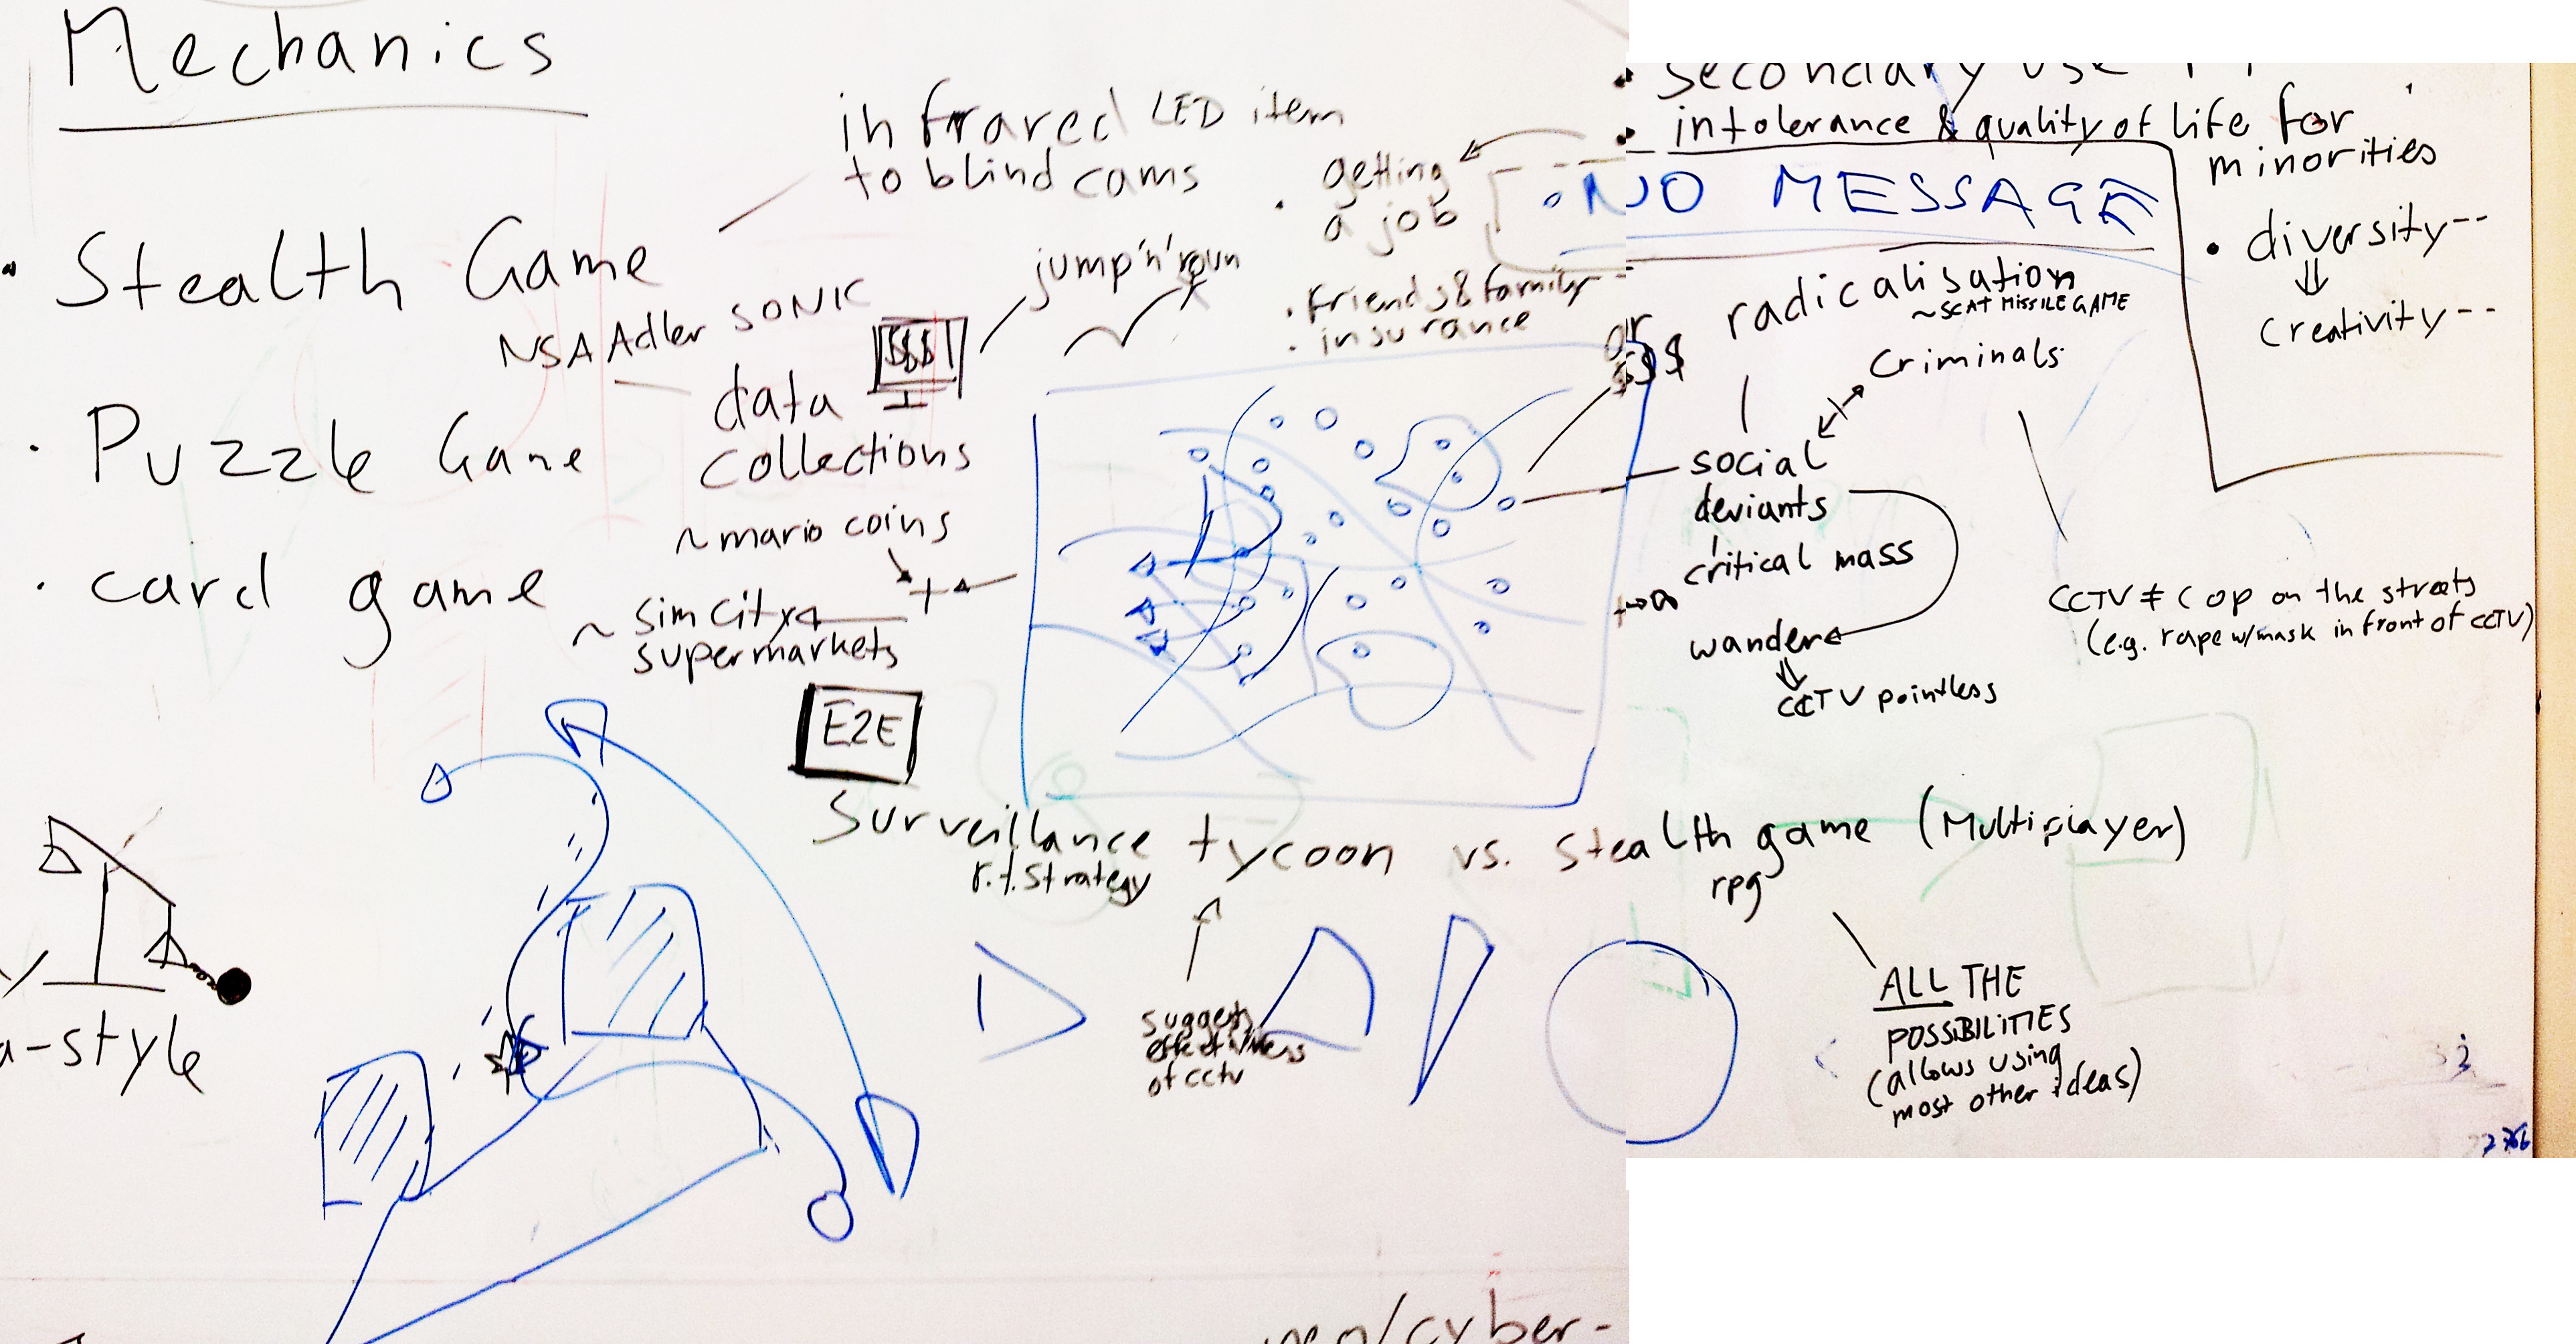 Mechanics
infrared LED item
to blind cams
• Stealth Game
NSA Adler SONIC
$$$
jump'n'run
• getting
a job
• friends & family
• insurance
• Puzzle Game
data
collections
~ mario coins
+
• card game
~ sim city
supermarkets
E2E
• intolerance & quality of life for
minorities
• NO MESSAGE
• diversity--
⇓
creativity--
radicalisation
~ SCAT MISSILE GAME
or
$$$
criminals
social
deviants
critical mass
wander
⇓
CCTV pointless
CCTV ≠ cop on the streets
(e.g. rape w/mask in front of CCTV)
Surveillance tycoon vs. Stealth game (Multiplayer)
r.t. strategy
rpg
suggests
effectiveness
of cctv
ALL THE
POSSIBILITIES
(allows using
most other ideas)
a-style
/cyber-